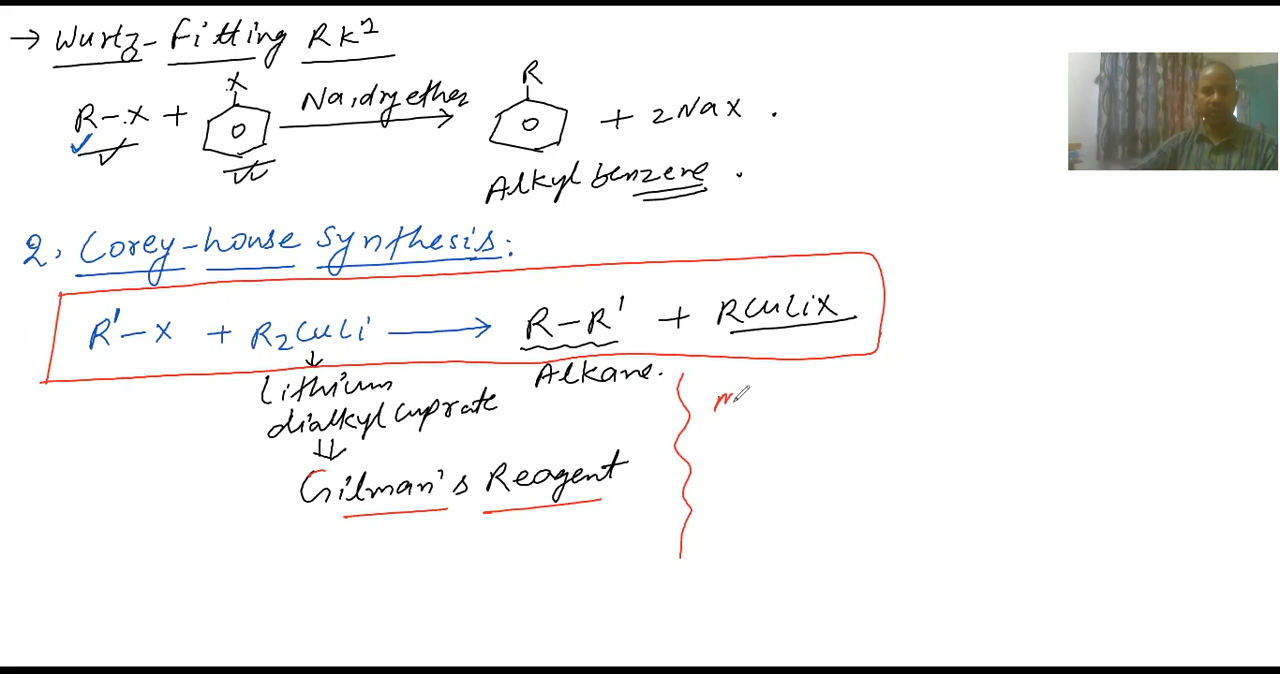 → Wurtz-Fitting Rk²
X
R
R-X + Na, dry ether + 2NaX .
Alkyl benzene .
2. Corey-house synthesis:
R'-X + R₂CuLi → R-R' + RCuLiX
↓ Alkane.
Lithium
dialkyl cuprate
⇓
Gilman's Reagent